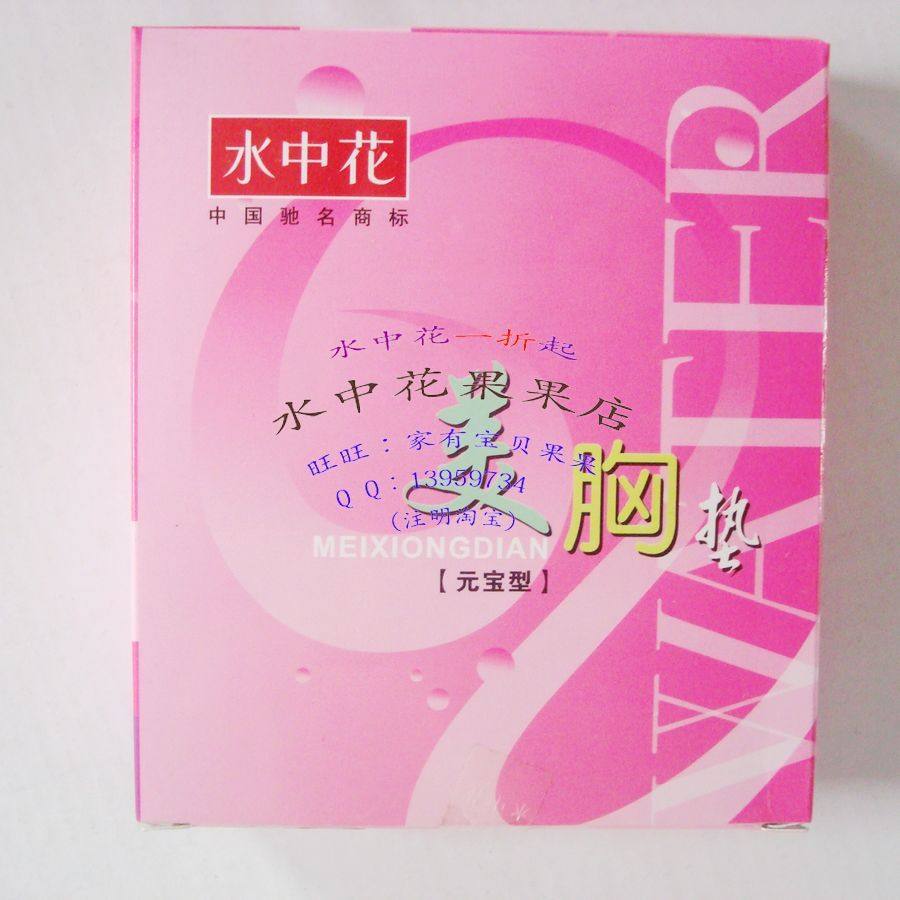 水中花
中国驰名商标
水中花一折起
水中花果果店
旺旺：家有宝贝果果
QQ：13959734
(注明淘宝)
美胸垫
MEIXIONGDIAN
【元宝型】
WATER